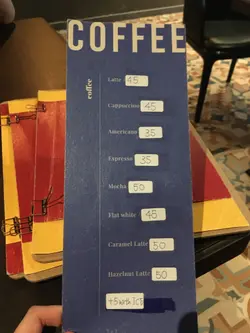 COFFEE
coffee
Latte 45
Cappuccino 45
Americano 35
Espresso 35
Mocha 50
Flat white 45
Caramel Latte 50
Hazelnut Latte 50